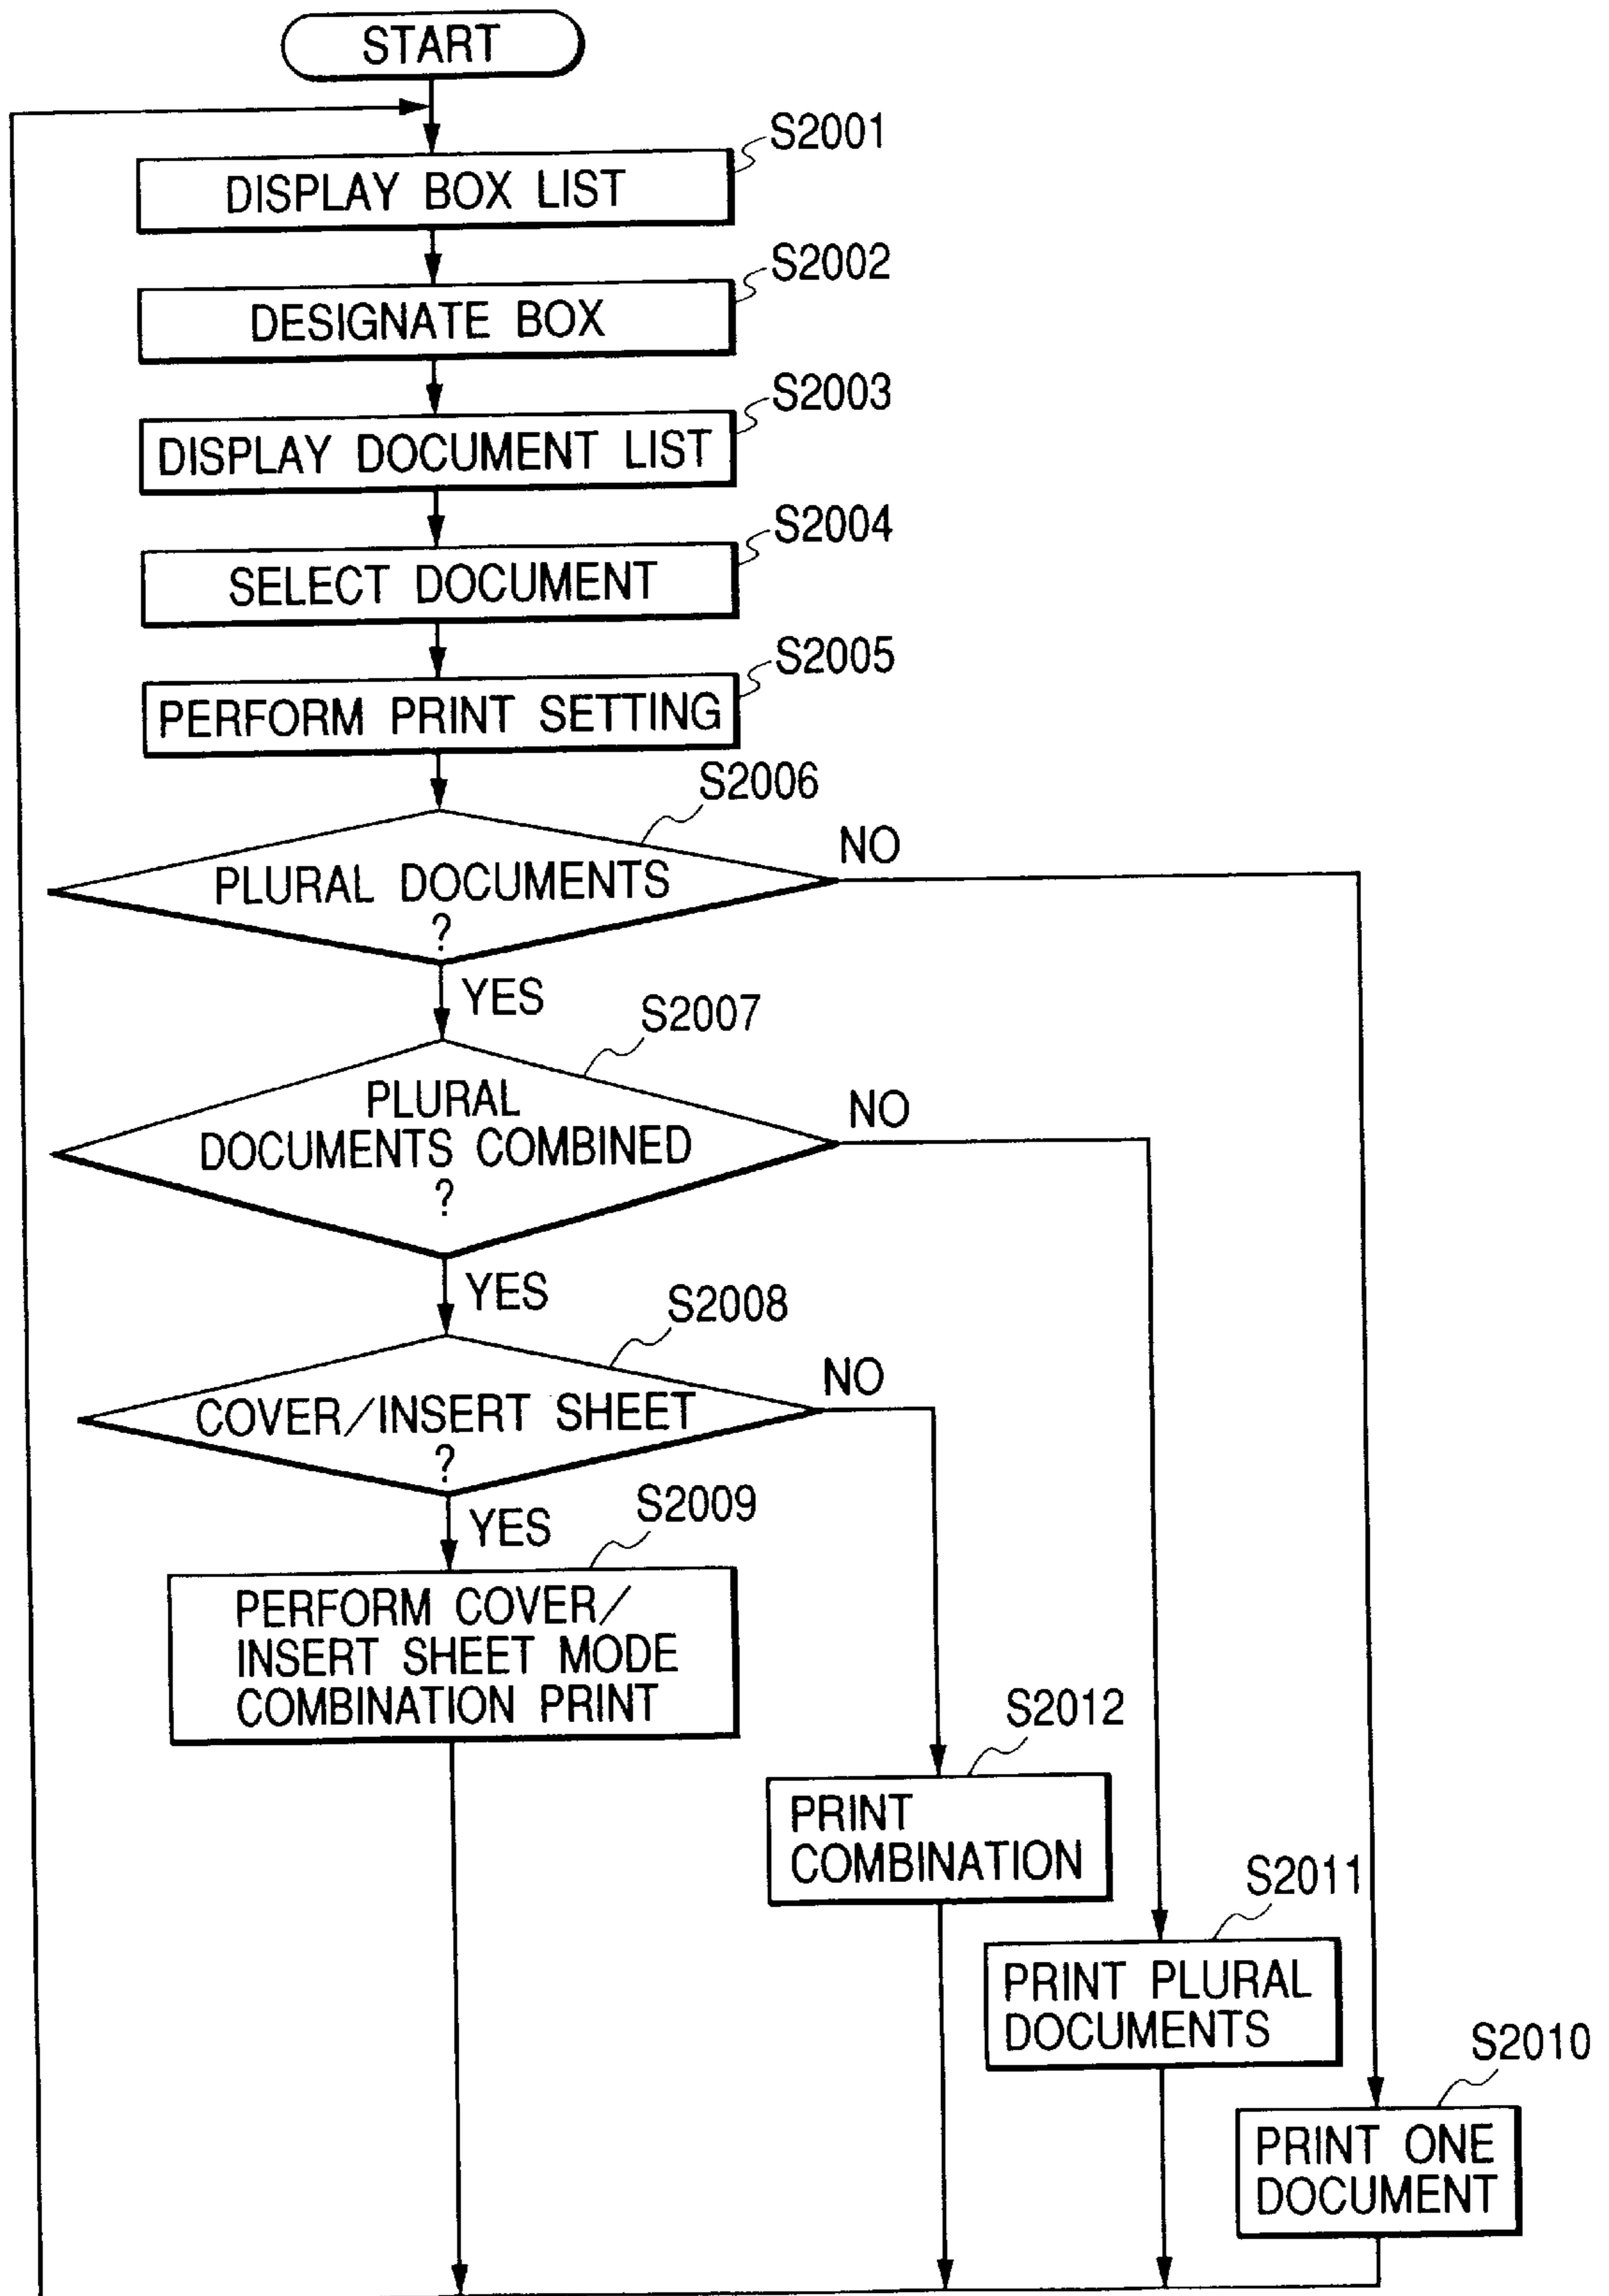 START
S2001
DISPLAY BOX LIST
S2002
DESIGNATE BOX
S2003
DISPLAY DOCUMENT LIST
S2004
SELECT DOCUMENT
S2005
PERFORM PRINT SETTING
S2006
NO
PLURAL DOCUMENTS
?
YES
S2007
NO
PLURAL
DOCUMENTS COMBINED
?
YES
S2008
NO
COVER/INSERT SHEET
?
YES
S2009
PERFORM COVER/
INSERT SHEET MODE
COMBINATION PRINT
S2012
PRINT
COMBINATION
S2011
PRINT PLURAL
DOCUMENTS
S2010
PRINT ONE
DOCUMENT